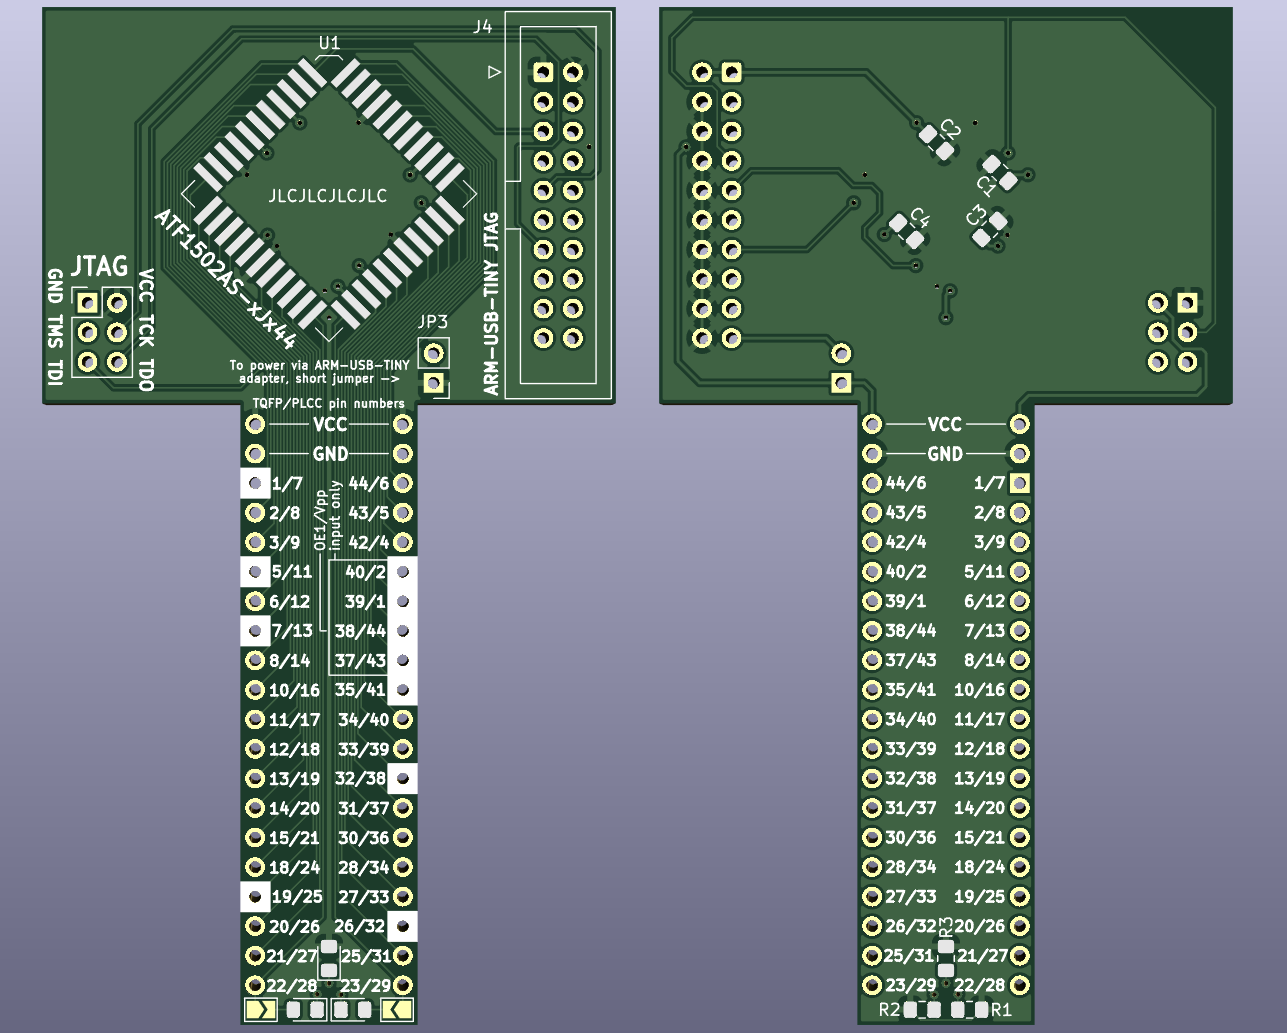 U1
J4
JLCJLCJLCJLC
ATF1502AS-xJx44
JTAG
GND TMS TDI
VCC TCK TDO
ARM-USB-TINY JTAG
JP3
To power via ARM-USB-TINY
adapter, short jumper ->
TQFP/PLCC pin numbers
VCC
GND
1/7 44/6
2/8 43/5
3/9 42/4
5/11 40/2
6/12 39/1
7/13 38/44
8/14 37/43
10/16 35/41
11/17 34/40
12/18 33/39
13/19 32/38
14/20 31/37
15/21 30/36
18/24 28/34
19/25 27/33
20/26 26/32
21/27 25/31
22/28 23/29
OE1/Vpp
input only
C2
C1
C4
C3
VCC
GND
44/6 1/7
43/5 2/8
42/4 3/9
40/2 5/11
39/1 6/12
38/44 7/13
37/43 8/14
35/41 10/16
34/40 11/17
33/39 12/18
32/38 13/19
31/37 14/20
30/36 15/21
28/34 18/24
27/33 19/25
26/32 20/26
25/31 21/27
23/29 22/28
R3
R2 R1